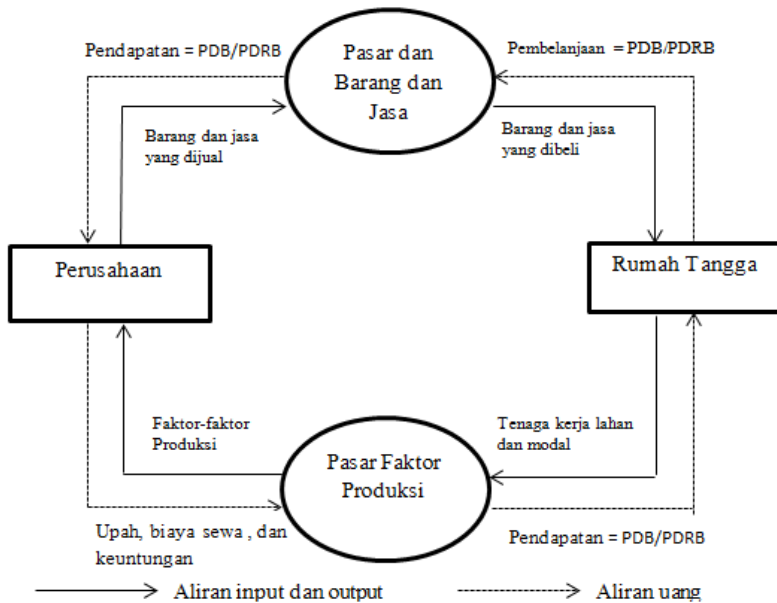 Pendapatan = PDB/PDRB
Pasar dan
Barang dan
Jasa
Pembelanjaan = PDB/PDRB
Barang dan jasa
yang dijual
Barang dan jasa
yang dibeli
Perusahaan
Rumah Tangga
Faktor-faktor
Produksi
Tenaga kerja lahan
dan modal
Pasar Faktor
Produksi
Upah, biaya sewa , dan
keuntungan
Pendapatan = PDB/PDRB
Aliran input dan output
Aliran uang